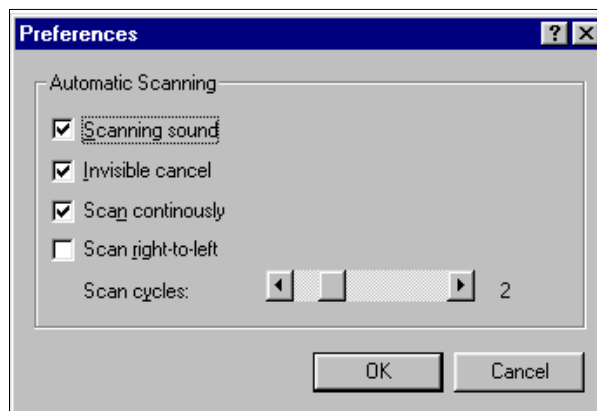 Preferences
Automatic Scanning
Scanning sound
Invisible cancel
Scan continously
Scan right-to-left
Scan cycles: 2
OK Cancel